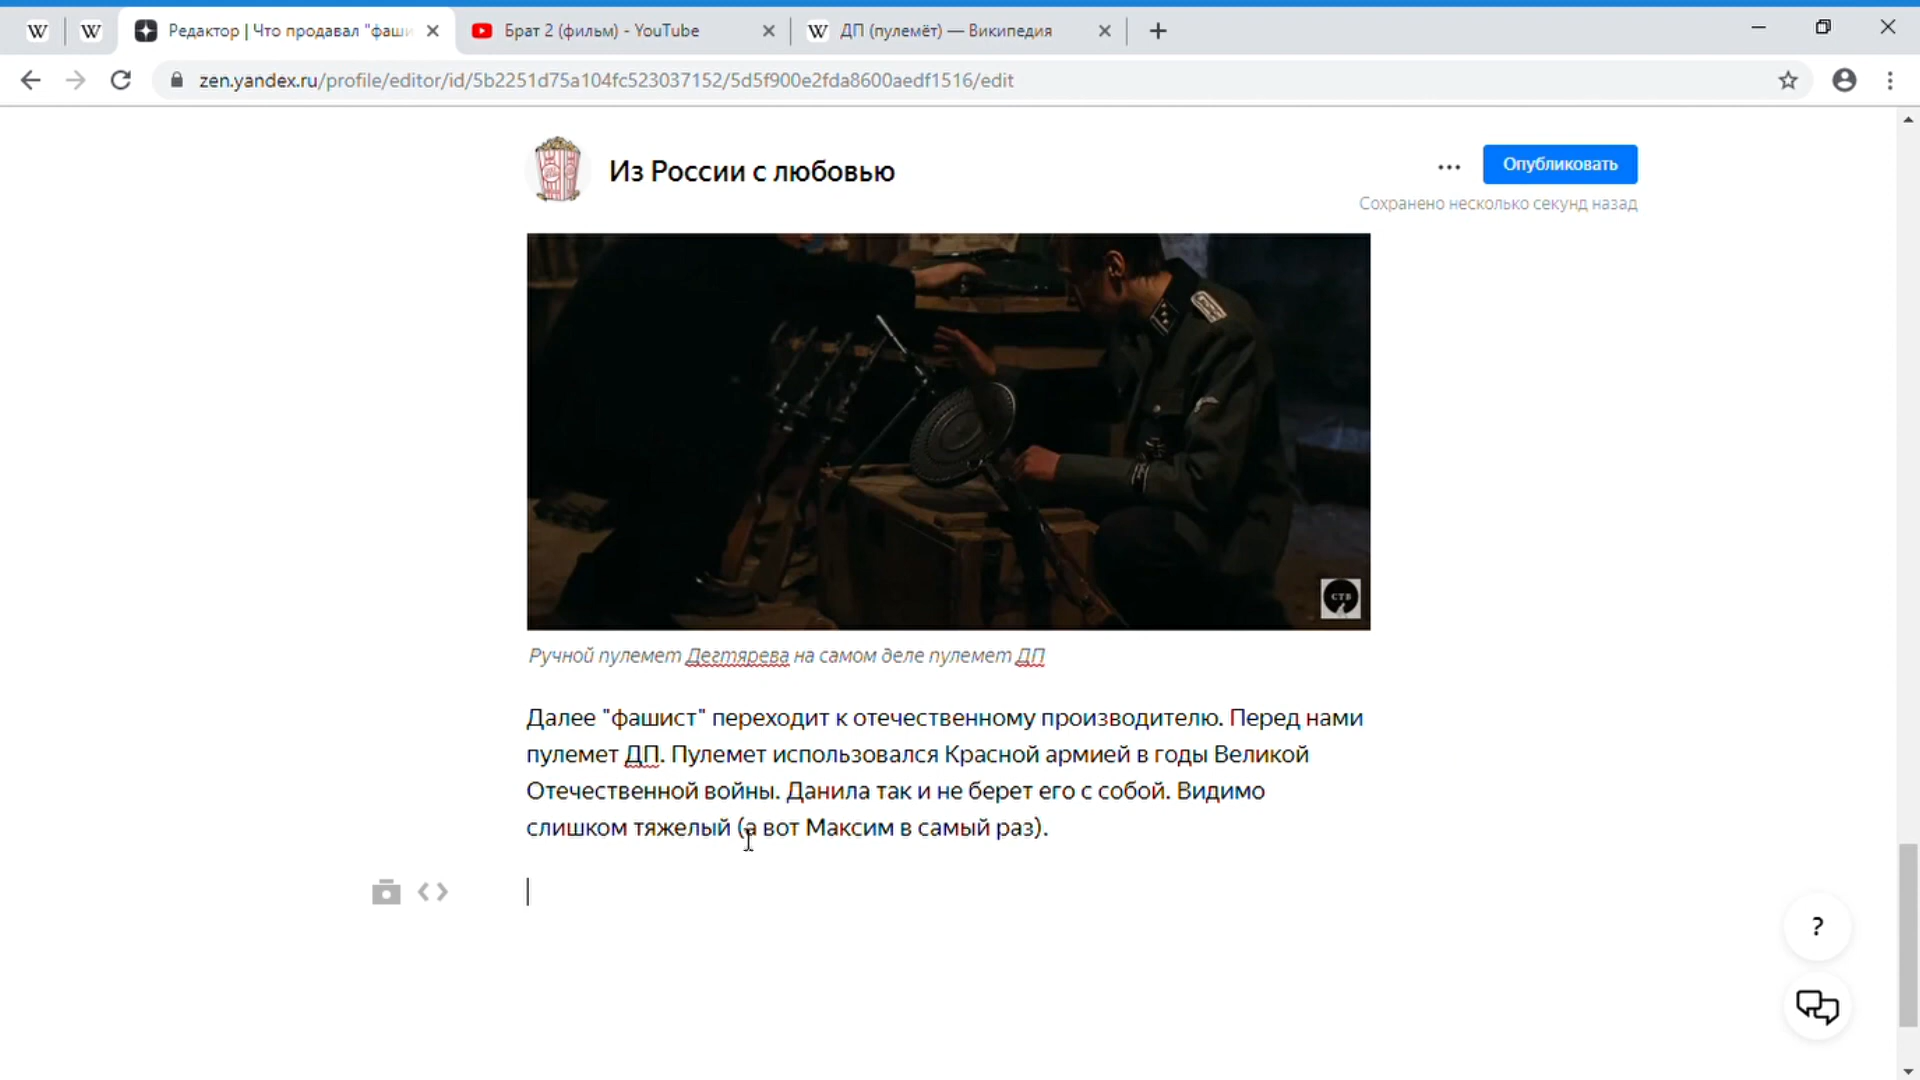 W
W
Редактор | Что продавал "фаши
Брат 2 (фильм) - YouTube
W
ДП (пулемёт) — Википедия
zen.yandex.ru/profile/editor/id/5b2251d75a104fc523037152/5d5f900e2fda8600aedf1516/edit
Из России с любовью
Опубликовать
Сохранено несколько секунд назад
СТВ
Ручной пулемет Дегтярева на самом деле пулемет ДП
Далее "фашист" переходит к отечественному производителю. Перед нами
пулемет ДП. Пулемет использовался Красной армией в годы Великой
Отечественной войны. Данила так и не берет его с собой. Видимо
слишком тяжелый (а вот Максим в самый раз).
?